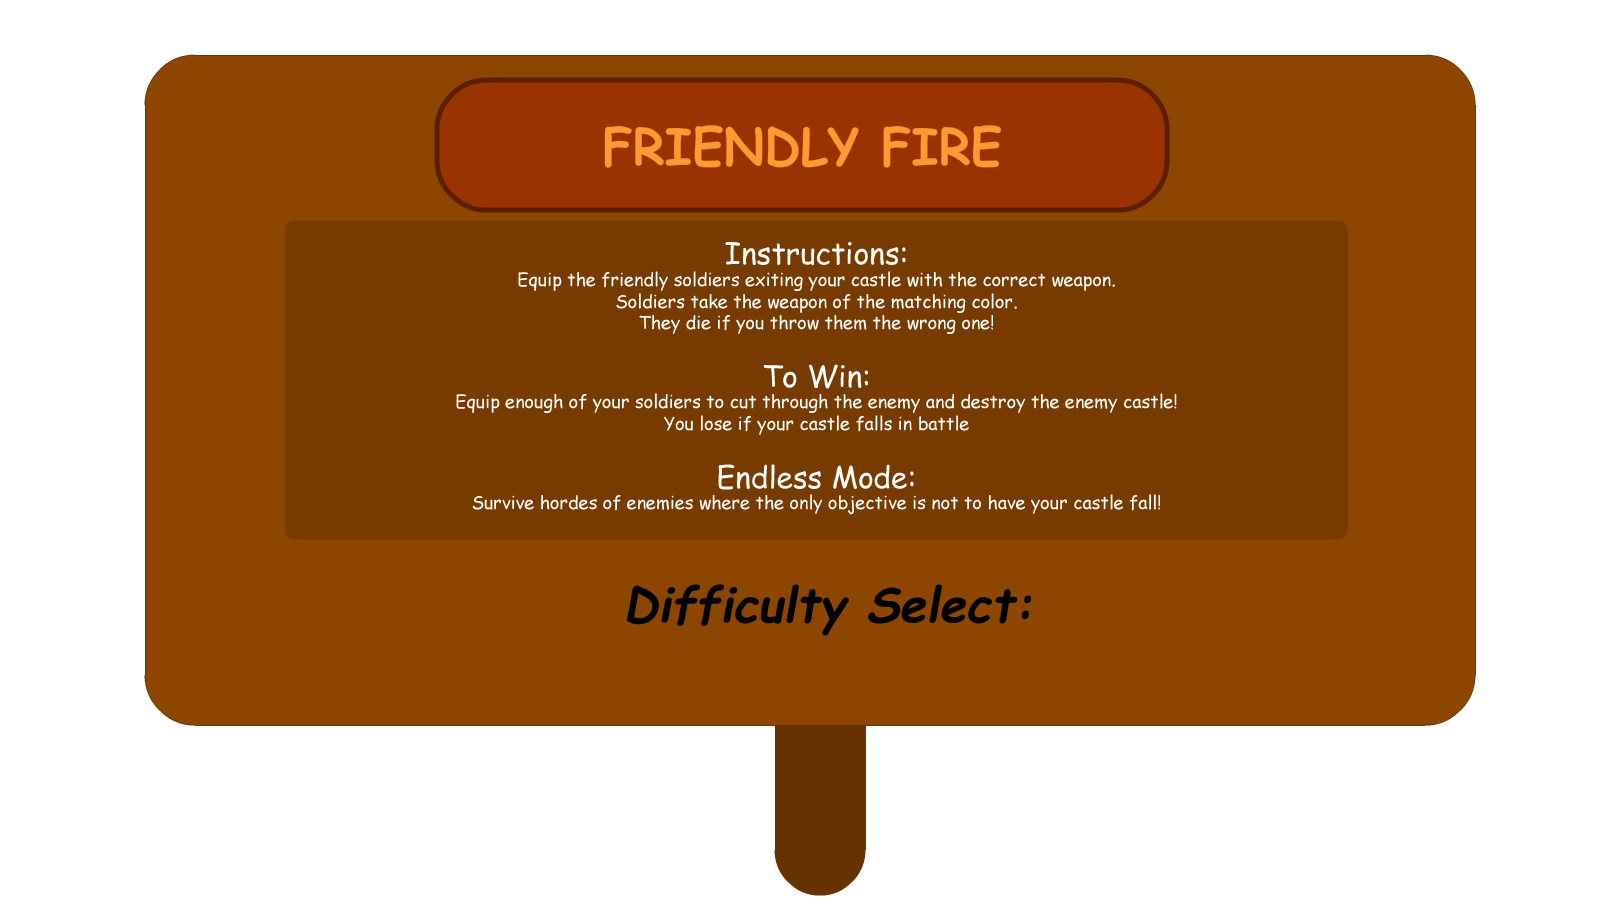 FRIENDLY FIRE
Instructions:
Equip the friendly soldiers exiting your castle with the correct weapon.
Soldiers take the weapon of the matching color.
They die if you throw them the wrong one!
To Win:
Equip enough of your soldiers to cut through the enemy and destroy the enemy castle!
You lose if your castle falls in battle
Endless Mode:
Survive hordes of enemies where the only objective is not to have your castle fall!
Difficulty Select: